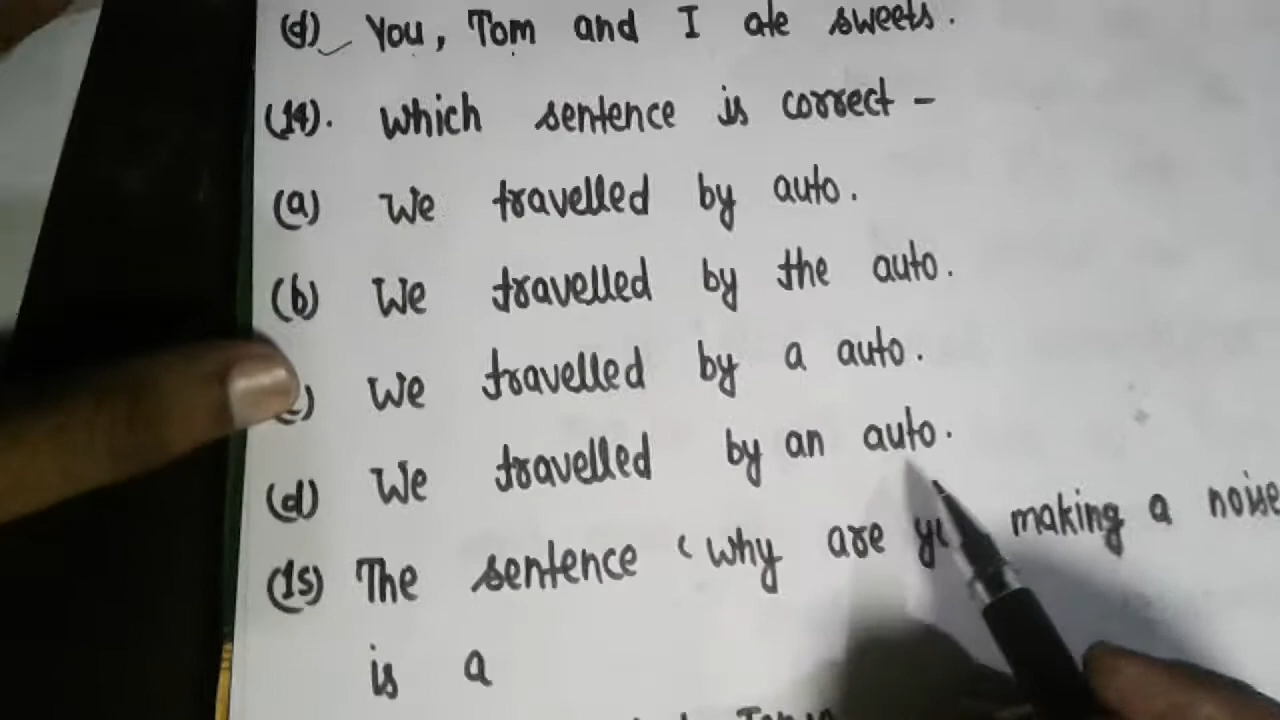 (d) You, Tom and I ate sweets.
(14). Which sentence is correct -
(a) We travelled by auto.
(b) We travelled by the auto.
) We travelled by a auto.
(d) We travelled by an auto.
(15) The sentence ‘Why are making a noise
is a